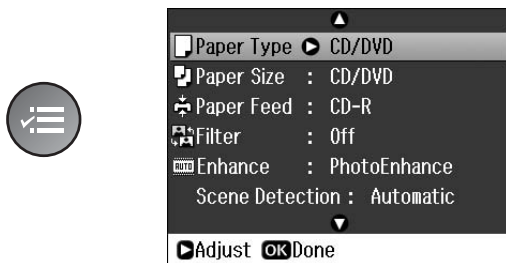 Paper Type CD/DVD
Paper Size : CD/DVD
Paper Feed : CD-R
Filter : Off
AUTO Enhance : PhotoEnhance
Scene Detection : Automatic
Adjust OK Done